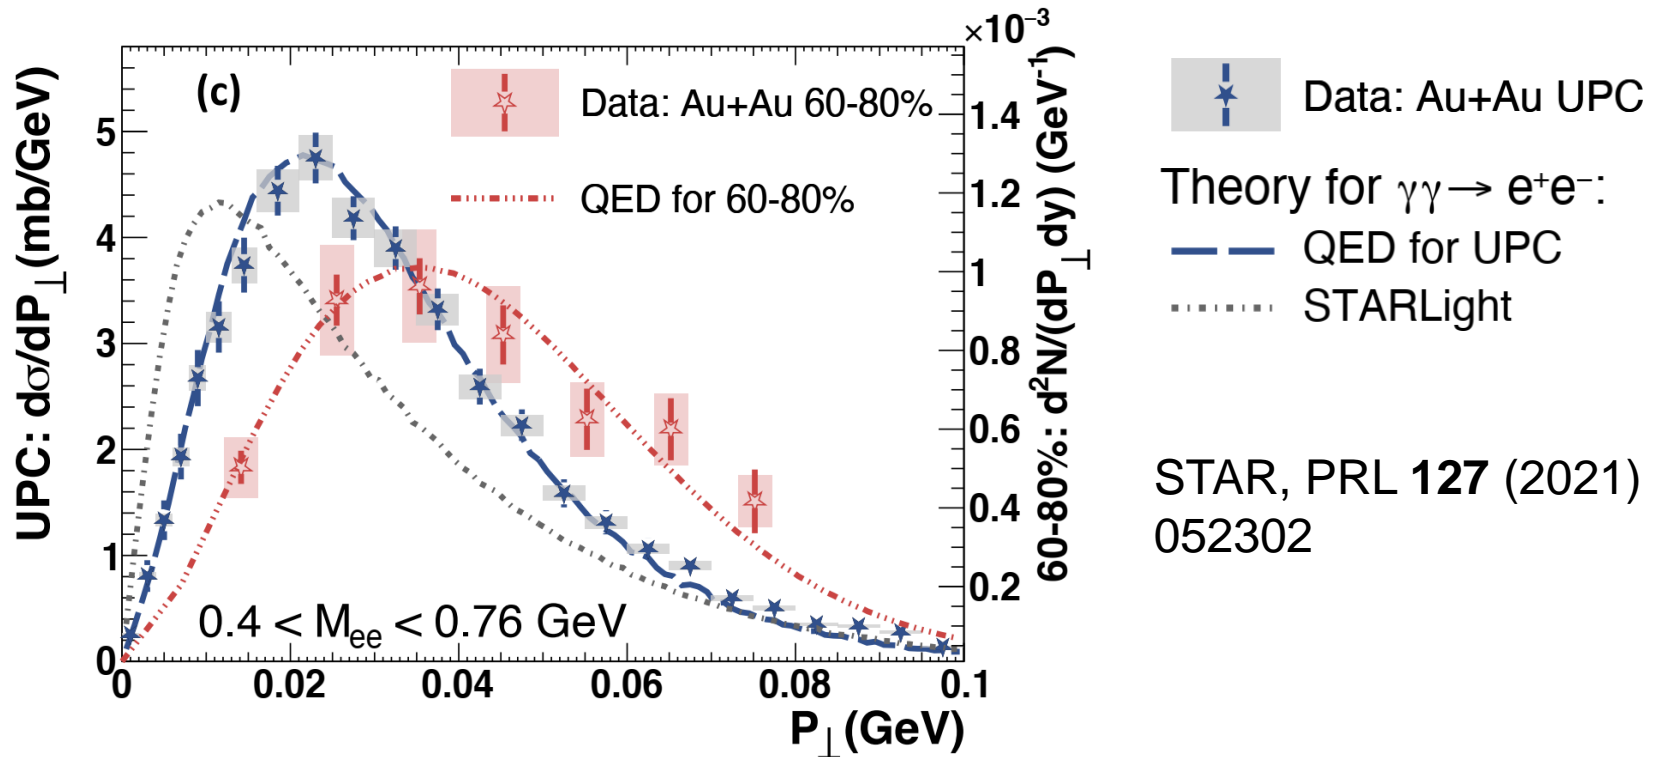 ×10⁻³
(c)
Data: Au+Au 60-80%
QED for 60-80%
0.4 < Mₑₑ < 0.76 GeV
UPC: dσ/dP⊥(mb/GeV)
5
4
3
2
1
0
0 0.02 0.04 0.06 0.08 0.1
P⊥(GeV)
1.4
1.2
1
0.8
0.6
0.4
0.2
60-80%: d²N/(dP⊥dy) (GeV⁻¹)
Data: Au+Au UPC
Theory for γγ→ e⁺e⁻:
QED for UPC
STARLight
STAR, PRL 127 (2021)
052302